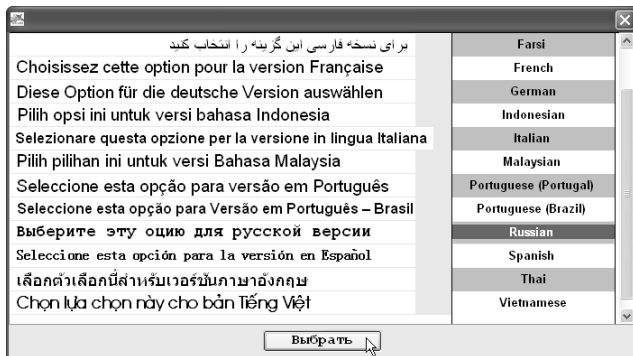 برای نسخه فارسی این گزینه را انتخاب کنید
Farsi
Choisissez cette option pour la version Française
French
Diese Option für die deutsche Version auswählen
German
Pilih opsi ini untuk versi bahasa Indonesia
Indonesian
Selezionare questa opzione per la versione in lingua Italiana
Italian
Pilih pilihan ini untuk versi Bahasa Malaysia
Malaysian
Seleccione esta opção para versão em Português
Portuguese (Portugal)
Seleccione esta opção para Versão em Português – Brasil
Portuguese (Brazil)
Выберите эту оцию для русской версии
Russian
Seleccione esta opción para la versión en Español
Spanish
เลือกตัวเลือกนี้สำหรับเวอร์ชันภาษาอังกฤษ
Thai
Chọn lựa chọn này cho bản Tiếng Việt
Vietnamese
Выбрать